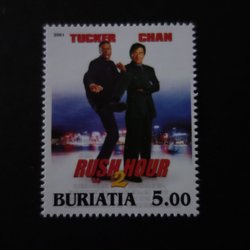 2001
TUCKER CHAN
RUSH HOUR
2
BURIATIA 5.00